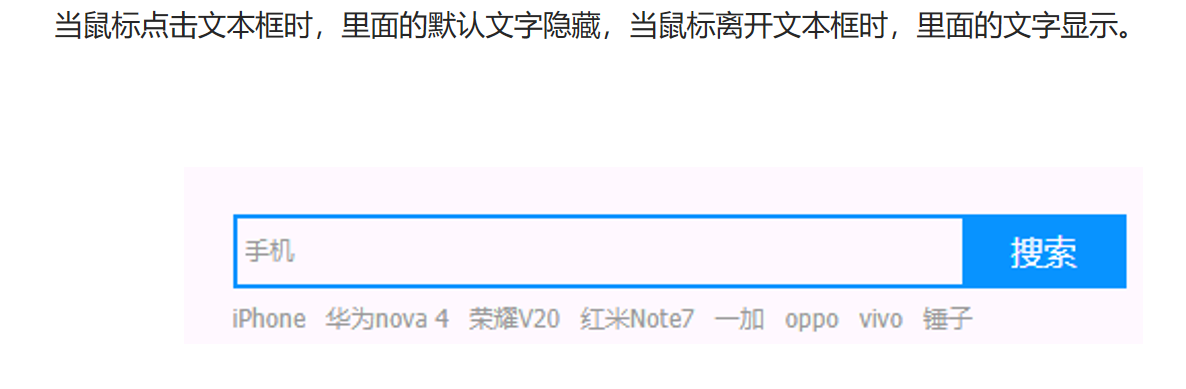 当鼠标点击文本框时，里面的默认文字隐藏，当鼠标离开文本框时，里面的文字显示。
手机 搜索
iPhone 华为nova 4 荣耀V20 红米Note7 一加 oppo vivo 锤子